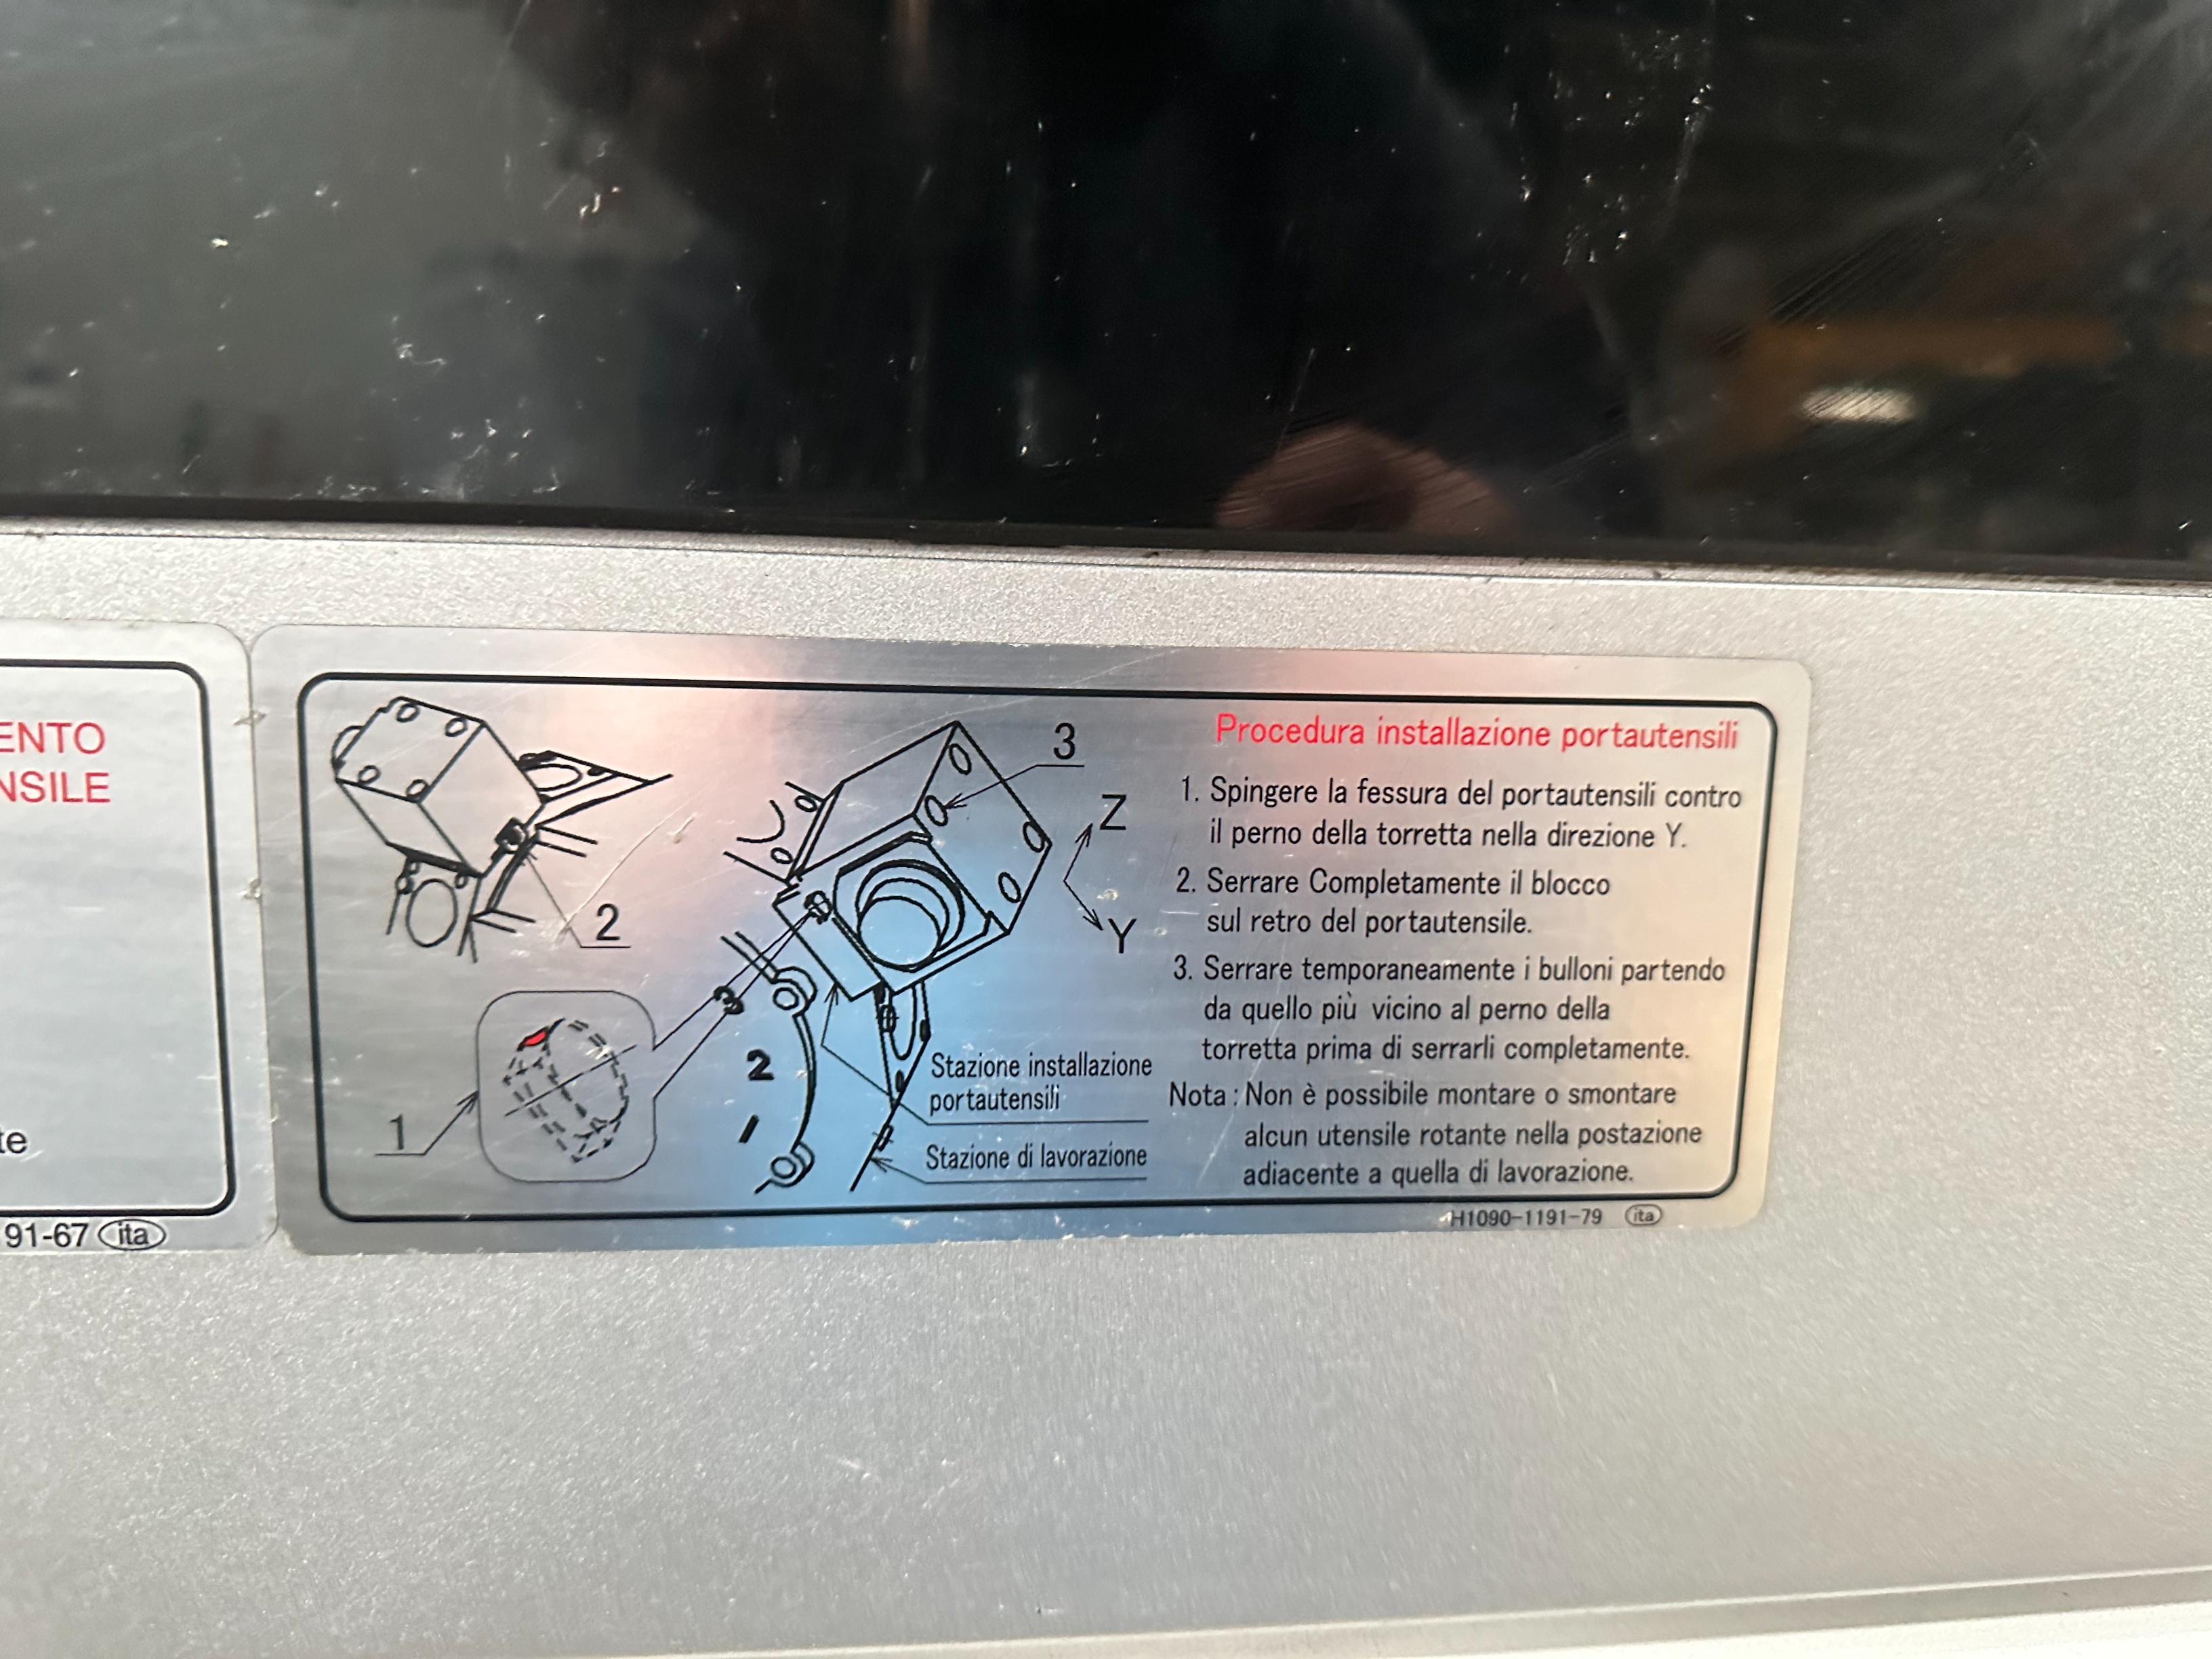 ENTO
NSILE
te
91-67 ita
3
Z
Y
2
1
3
2
1
Stazione installazione
portautensili
Stazione di lavorazione
Procedura installazione portautensili
1. Spingere la fessura del portautensili contro
il perno della torretta nella direzione Y.
2. Serrare Completamente il blocco
sul retro del portautensile.
3. Serrare temporaneamente i bulloni partendo
da quello più vicino al perno della
torretta prima di serrarli completamente.
Nota : Non è possibile montare o smontare
alcun utensile rotante nella postazione
adiacente a quella di lavorazione.
H1090-1191-79 ita